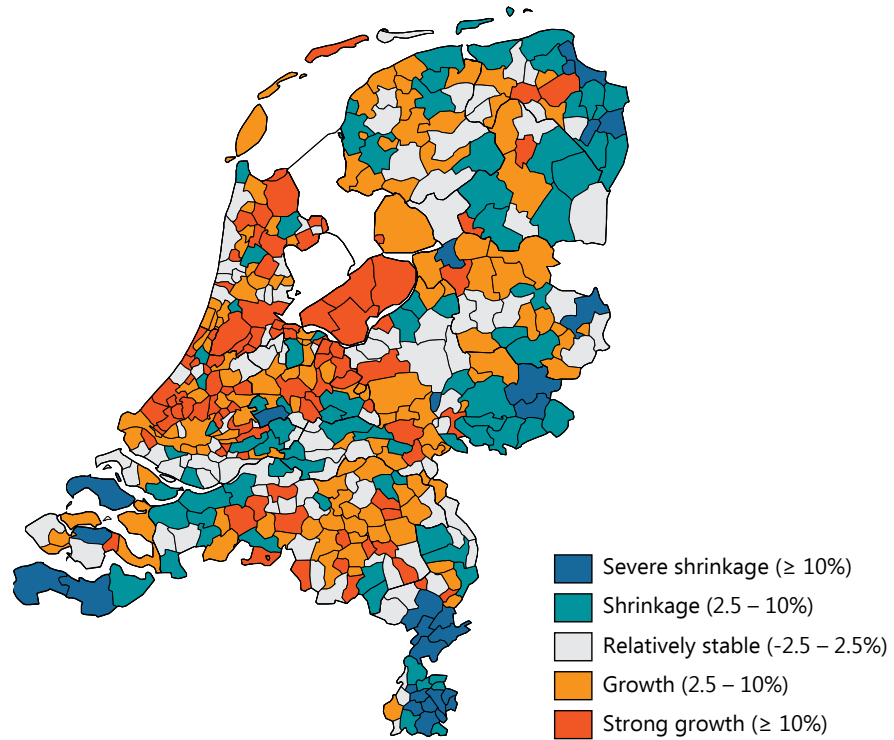 Severe shrinkage (≥ 10%)
Shrinkage (2.5 – 10%)
Relatively stable (-2.5 – 2.5%)
Growth (2.5 – 10%)
Strong growth (≥ 10%)